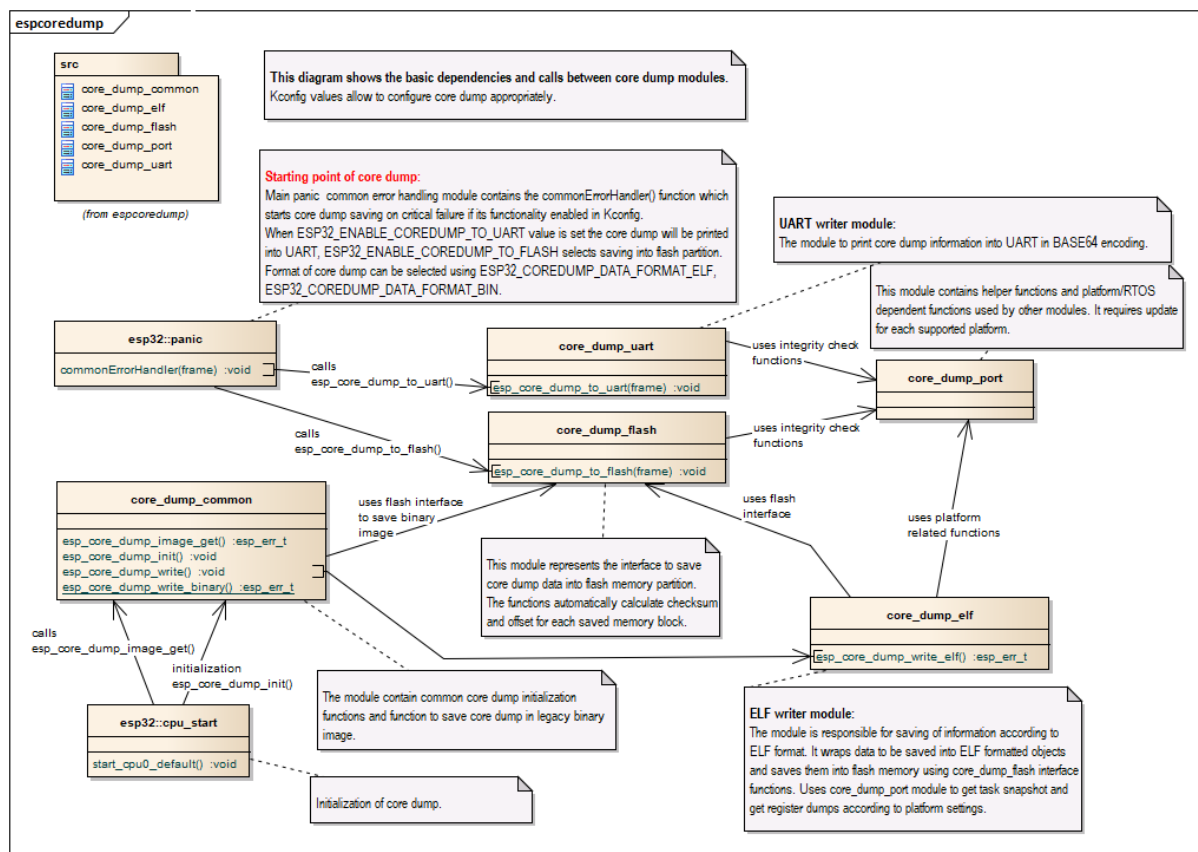 espcoredump
src
core_dump_common
core_dump_elf
core_dump_flash
core_dump_port
core_dump_uart
(from espcoredump)
This diagram shows the basic dependencies and calls between core dump modules.
Kconfig values allow to configure core dump appropriately.
Starting point of core dump:
Main panic common error handling module contains the commonErrorHandler() function which
starts core dump saving on critical failure if its functionality enabled in Kconfig.
When ESP32_ENABLE_COREDUMP_TO_UART value is set the core dump will be printed
into UART, ESP32_ENABLE_COREDUMP_TO_FLASH selects saving into flash partition.
Format of core dump can be selected using ESP32_COREDUMP_DATA_FORMAT_ELF,
ESP32_COREDUMP_DATA_FORMAT_BIN.
UART writer module:
The module to print core dump information into UART in BASE64 encoding.
This module contains helper functions and platform/RTOS
dependent functions used by other modules. It requires update
for each supported platform.
esp32::panic
commonErrorHandler(frame) :void
calls
esp_core_dump_to_uart()
core_dump_uart
esp_core_dump_to_uart(frame) :void
uses integrity check
functions
core_dump_port
calls
esp_core_dump_to_flash()
core_dump_flash
esp_core_dump_to_flash(frame) :void
uses integrity check
functions
core_dump_common
esp_core_dump_image_get() :esp_err_t
esp_core_dump_init() :void
esp_core_dump_write() :void
esp_core_dump_write_binary() :esp_err_t
uses flash interface
to save binary
image
uses flash
interface
uses platform
related functions
This module represents the interface to save
core dump data into flash memory partition.
The functions automatically calculate checksum
and offset for each saved memory block.
core_dump_elf
esp_core_dump_write_elf() :esp_err_t
calls
esp_core_dump_image_get()
initialization
esp_core_dump_init()
The module contain common core dump initialization
functions and function to save core dump in legacy binary
image.
esp32::cpu_start
start_cpu0_default() :void
Initialization of core dump.
ELF writer module:
The module is responsible for saving of information according to
ELF format. It wraps data to be saved into ELF formatted objects
and saves them into flash memory using core_dump_flash interface
functions. Uses core_dump_port module to get task snapshot and
get register dumps according to platform settings.